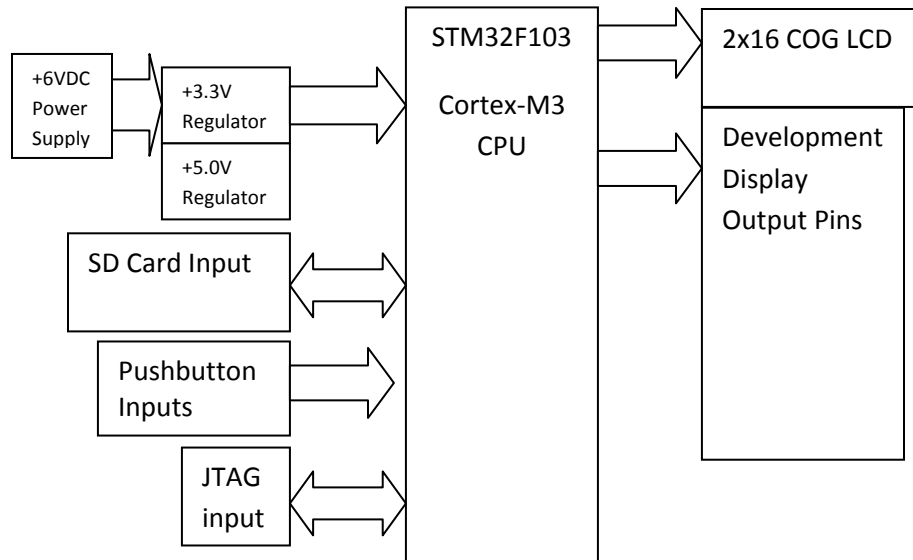 +6VDC
Power
Supply
+3.3V
Regulator
+5.0V
Regulator
SD Card Input
Pushbutton
Inputs
JTAG
input
STM32F103
Cortex-M3
CPU
2x16 COG LCD
Development
Display
Output Pins